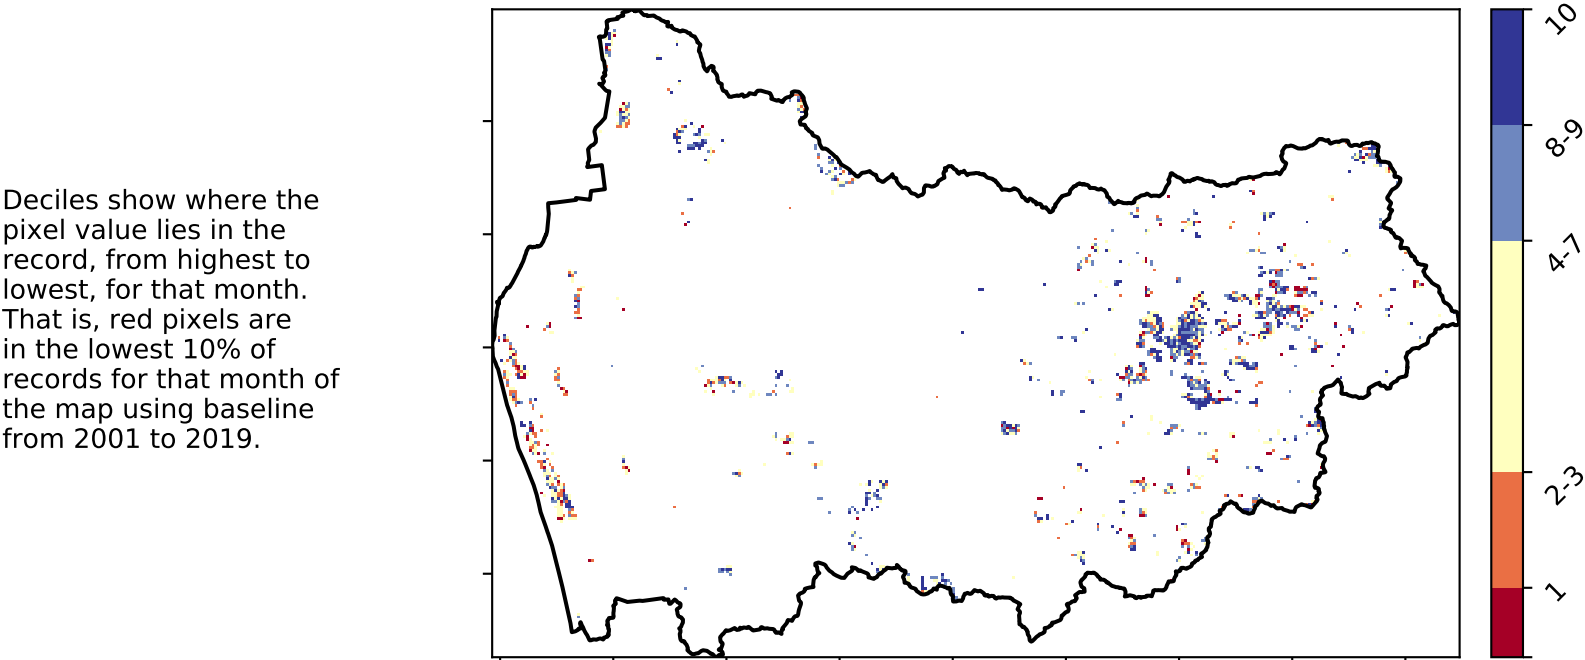 Deciles show where the
pixel value lies in the
record, from highest to
lowest, for that month.
That is, red pixels are
in the lowest 10% of
records for that month of
the map using baseline
from 2001 to 2019.
10
8-9
4-7
2-3
1